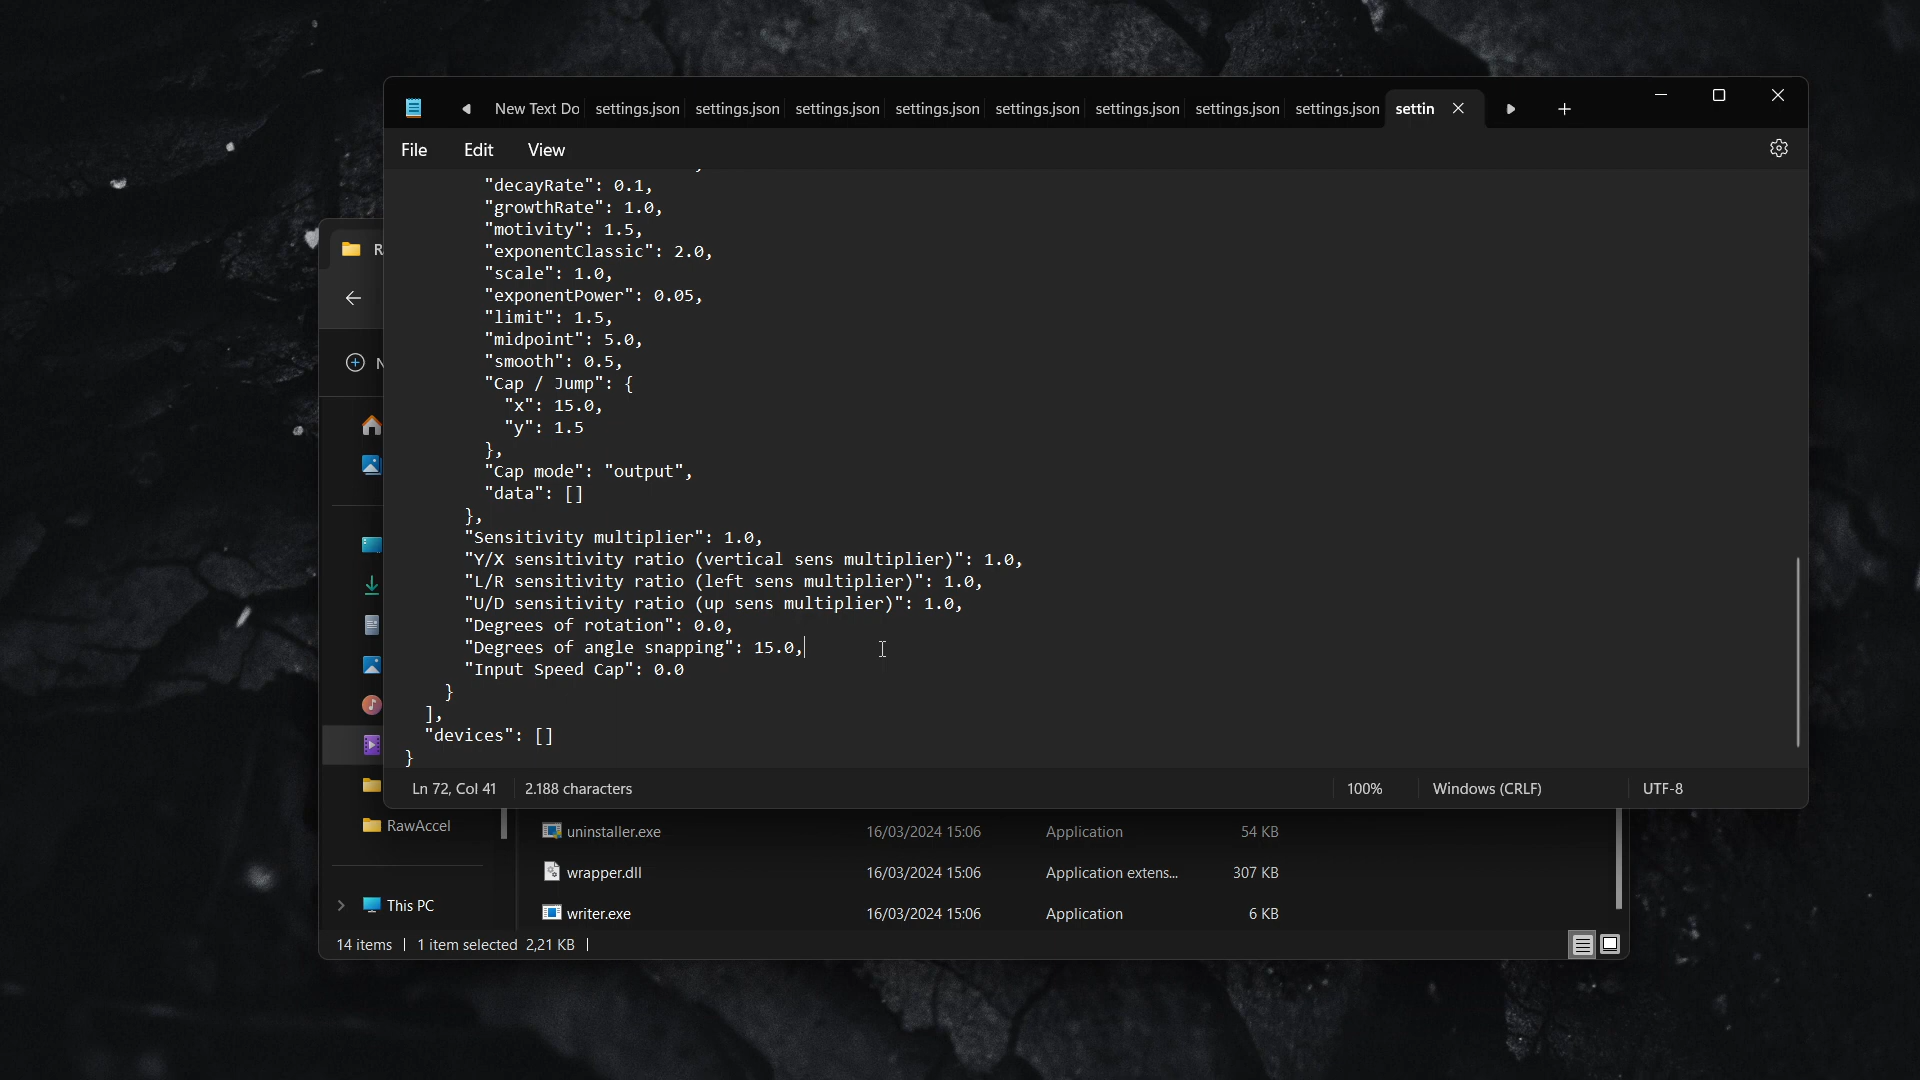 New Text Do settings.json settings.json settings.json settings.json settings.json settings.json settings.json settings.json settin
File Edit View
"decayRate": 0.1,
"growthRate": 1.0,
"motivity": 1.5,
"exponentClassic": 2.0,
"scale": 1.0,
"exponentPower": 0.05,
"limit": 1.5,
"midpoint": 5.0,
"smooth": 0.5,
"Cap / Jump": {
"x": 15.0,
"y": 1.5
},
"Cap mode": "output",
"data": []
},
"Sensitivity multiplier": 1.0,
"Y/X sensitivity ratio (vertical sens multiplier)": 1.0,
"L/R sensitivity ratio (left sens multiplier)": 1.0,
"U/D sensitivity ratio (up sens multiplier)": 1.0,
"Degrees of rotation": 0.0,
"Degrees of angle snapping": 15.0,
"Input Speed Cap": 0.0
}
],
"devices": []
}
Ln 72, Col 41 2.188 characters 100% Windows (CRLF) UTF-8
R
N
RawAccel
This PC
uninstaller.exe 16/03/2024 15:06 Application 54 KB
wrapper.dll 16/03/2024 15:06 Application extens... 307 KB
writer.exe 16/03/2024 15:06 Application 6 KB
14 items 1 item selected 2,21 KB